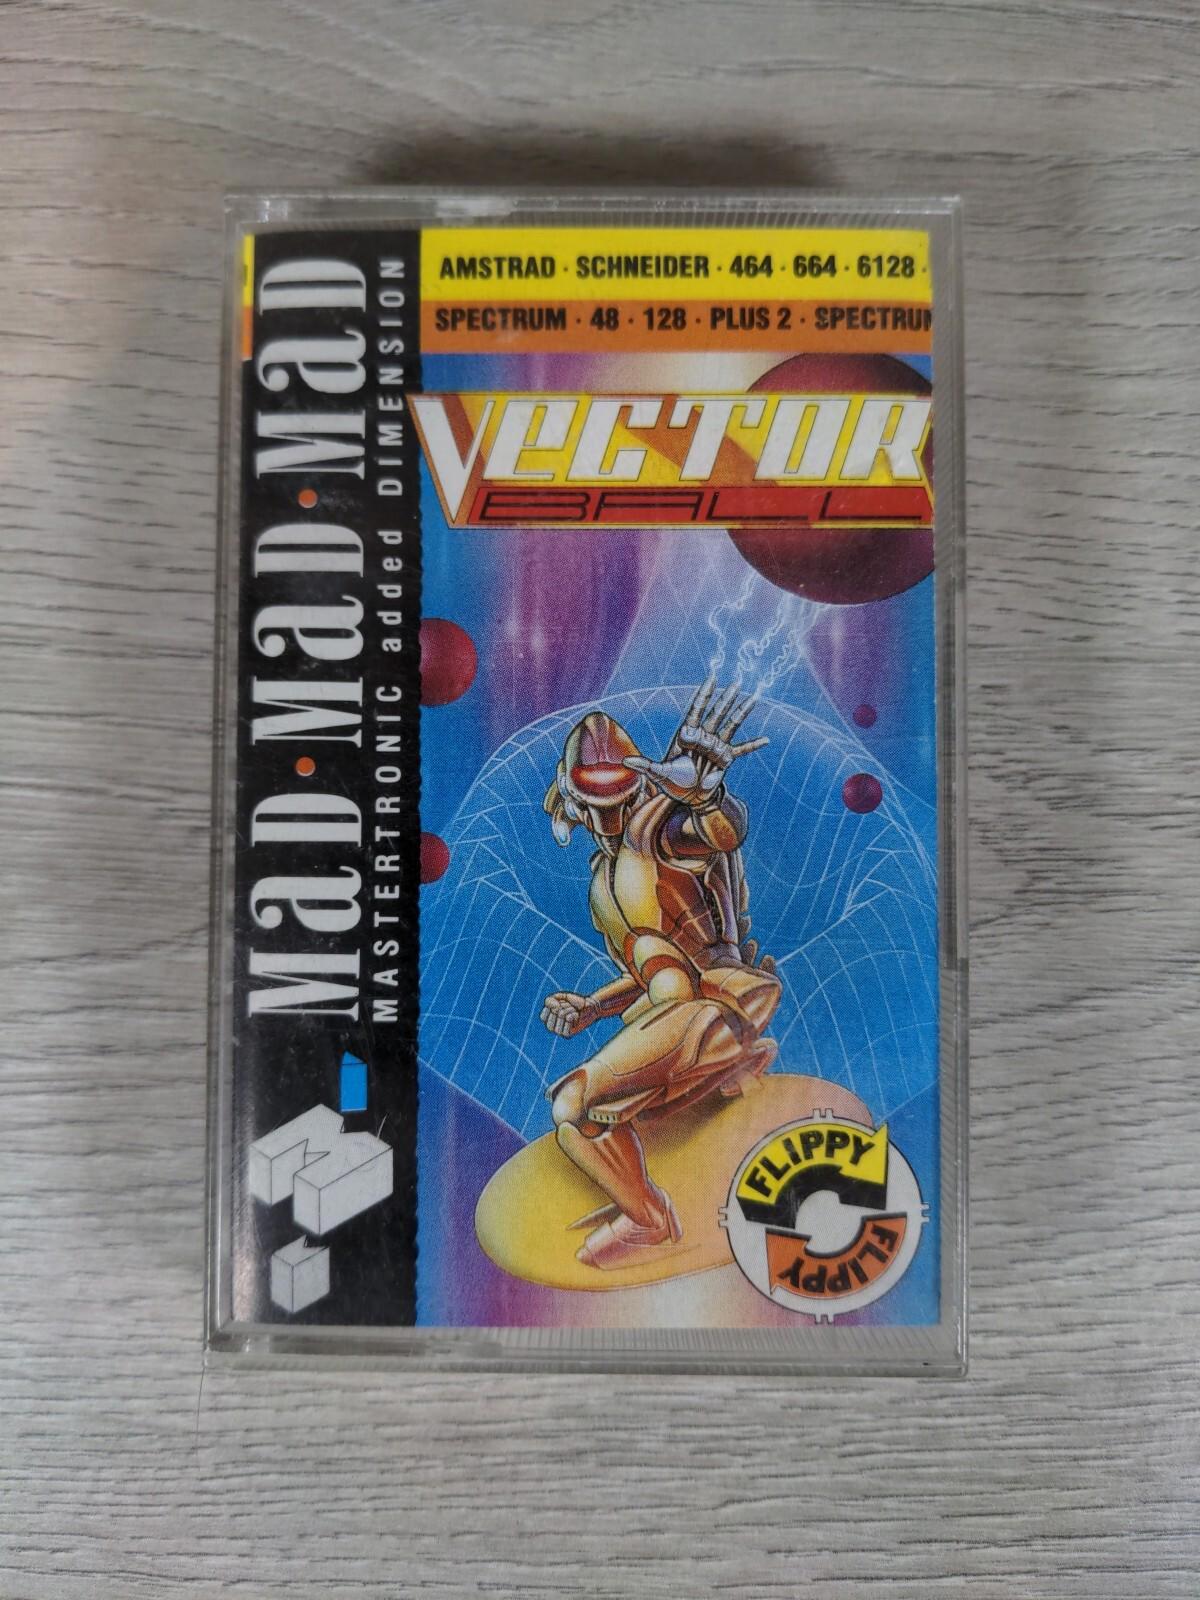 AMSTRAD · SCHNEIDER · 464 · 664 · 6128 ·
SPECTRUM · 48 · 128 · PLUS 2 · SPECTRUM
VeCTOR
BALL
MaD•MaD•MaD
MASTERTRONIC added DIMENSION
FLIPPY
FLIPPY